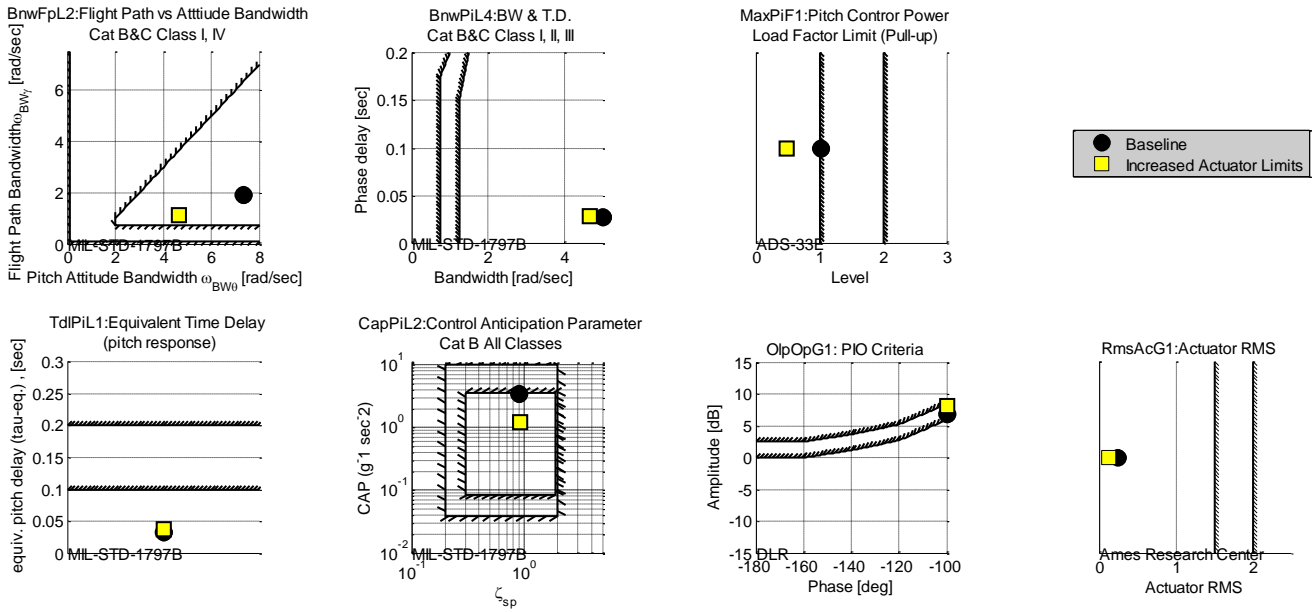 BnwFpL2:Flight Path vs Atttiude Bandwidth
Cat B&C Class I, IV
Flight Path Bandwidthω_BWγ [rad/sec]
6
4
2
0
0 2 4 6 8
MIL-STD-1797B
Pitch Attitude Bandwidth ω_BWθ [rad/sec]
BnwPiL4:BW & T.D.
Cat B&C Class I, II, III
Phase delay [sec]
0.2
0.15
0.1
0.05
0
0 2 4
MIL-STD-1797B
Bandwidth [rad/sec]
MaxPiF1:Pitch Control Power
Load Factor Limit (Pull-up)
ADS-33E
0 1 2 3
Level
Baseline
Increased Actuator Limits
TdlPiL1:Equivalent Time Delay
(pitch response)
equiv. pitch delay (tau-eq.) , [sec]
0.3
0.25
0.2
0.15
0.1
0.05
0
MIL-STD-1797B
CapPiL2:Control Anticipation Parameter
Cat B All Classes
CAP (g^-1 sec^-2)
10^1
10^0
10^-1
10^-2
MIL-STD-1797B
10^-1 10^0
ζ_sp
OlpOpG1: PIO Criteria
Amplitude [dB]
15
10
5
0
-5
-10
-15
DLR
-180 -160 -140 -120 -100
Phase [deg]
RmsAcG1:Actuator RMS
Ames Research Center
0 1 2
Actuator RMS